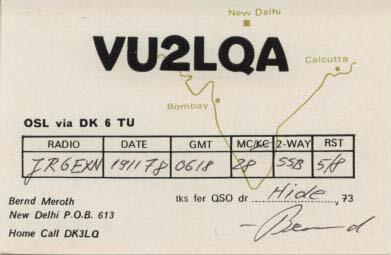 New Delhi
VU2LQA
Calcutta
Bombay
QSL via DK 6 TU
RADIO DATE GMT MC/KC 2-WAY RST
JR6EXN 191178 0618 28 SSB 5/8
tks fer QSO dr Hide, 73
Bernd Meroth
New Delhi P.O.B. 613
Home Call DK3LQ
Bernd